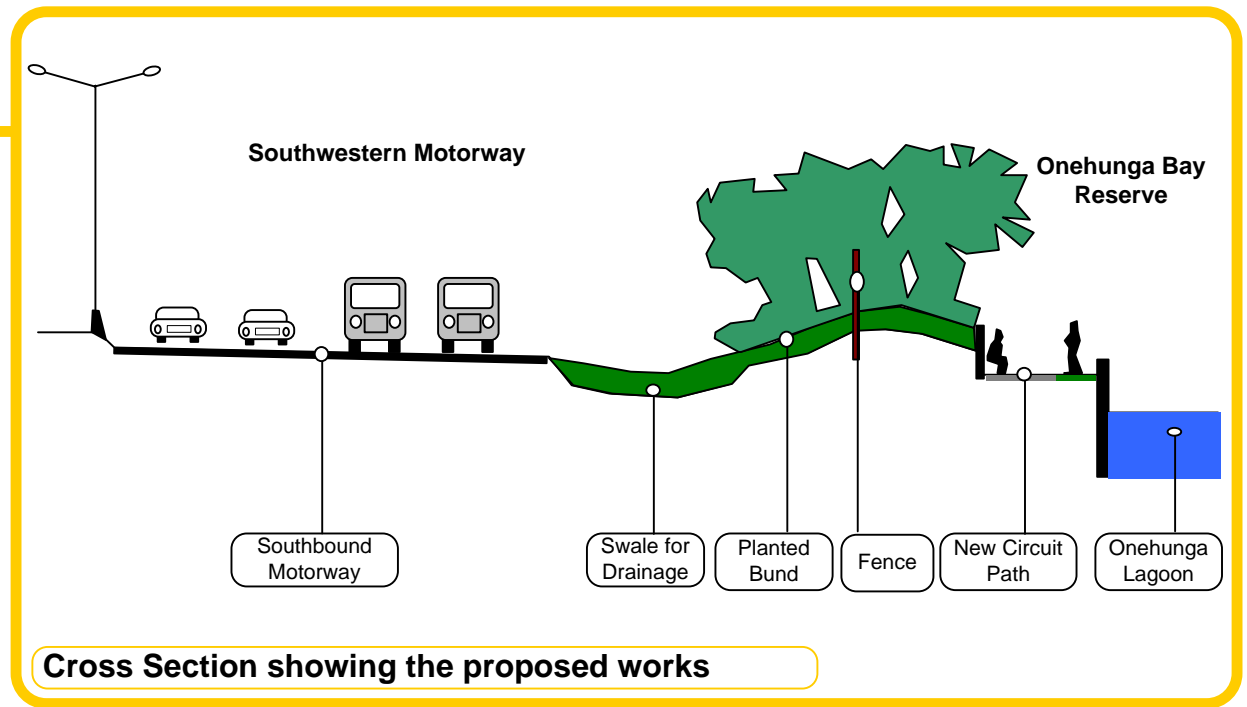 Southwestern Motorway
Onehunga Bay
Reserve
Southbound
Motorway
Swale for
Drainage
Planted
Bund
Fence
New Circuit
Path
Onehunga
Lagoon
Cross Section showing the proposed works